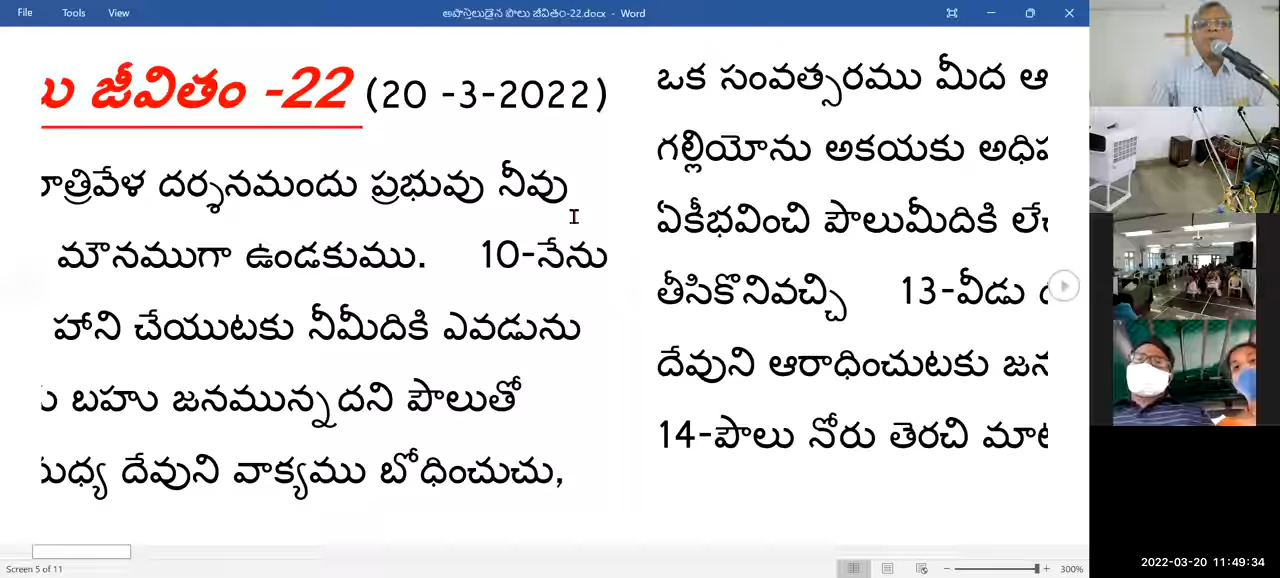 File Tools View
అపొస్తలుడైన పౌలు జీవితం-22.docx - Word
జీవితం -22 (20 -3-2022)
దర్శనమందు ప్రభువు నీవు
మౌనముగా ఉండకుము. 10-నేను
హాని చేయుటకు నీమీదికి ఎవడును
బహు జనమున్నదని పౌలుతో
దేవుని వాక్యము బోధించుచు,
ఒక సంవత్సరము మీద ఆ
గల్లియోను అకయకు
ఏకీభవించి పౌలుమీదికి
తీసికొనివచ్చి 13-వీడు
దేవుని ఆరాధించుటకు జన
14-పౌలు నోరు తెరచి
Screen 5 of 11
300%
2022-03-20 11:49:34